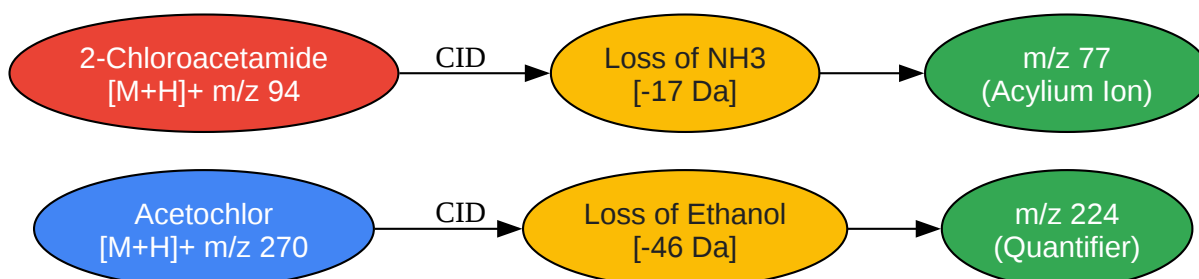 2-Chloroacetamide
[M+H]+ m/z 94
CID
Loss of NH3
[-17 Da]
m/z 77
(Acylium Ion)
Acetochlor
[M+H]+ m/z 270
CID
Loss of Ethanol
[-46 Da]
m/z 224
(Quantifier)